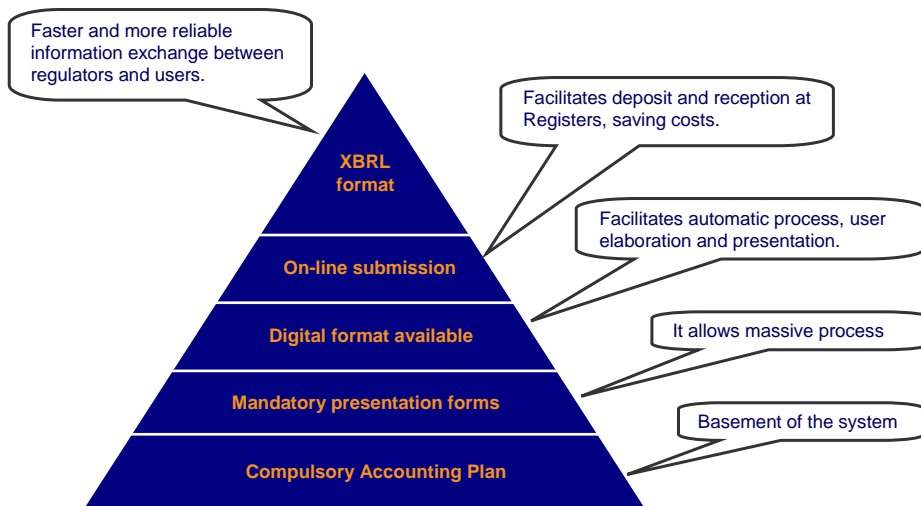 Faster and more reliable
information exchange between
regulators and users.
Facilitates deposit and reception at
Registers, saving costs.
XBRL
format
Facilitates automatic process, user
elaboration and presentation.
On-line submission
Digital format available
It allows massive process
Mandatory presentation forms
Basement of the system
Compulsory Accounting Plan